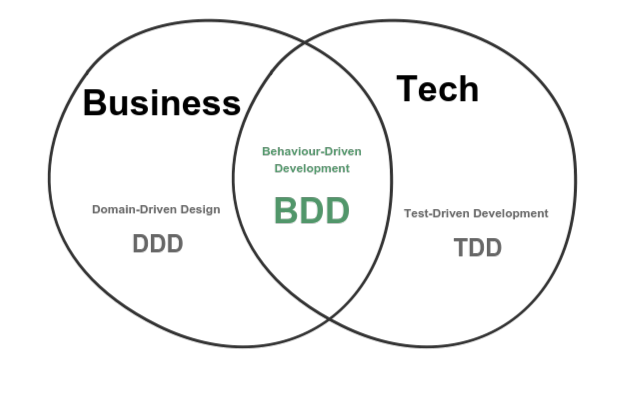 Business
Tech
Behaviour-Driven
Development
BDD
Domain-Driven Design
DDD
Test-Driven Development
TDD